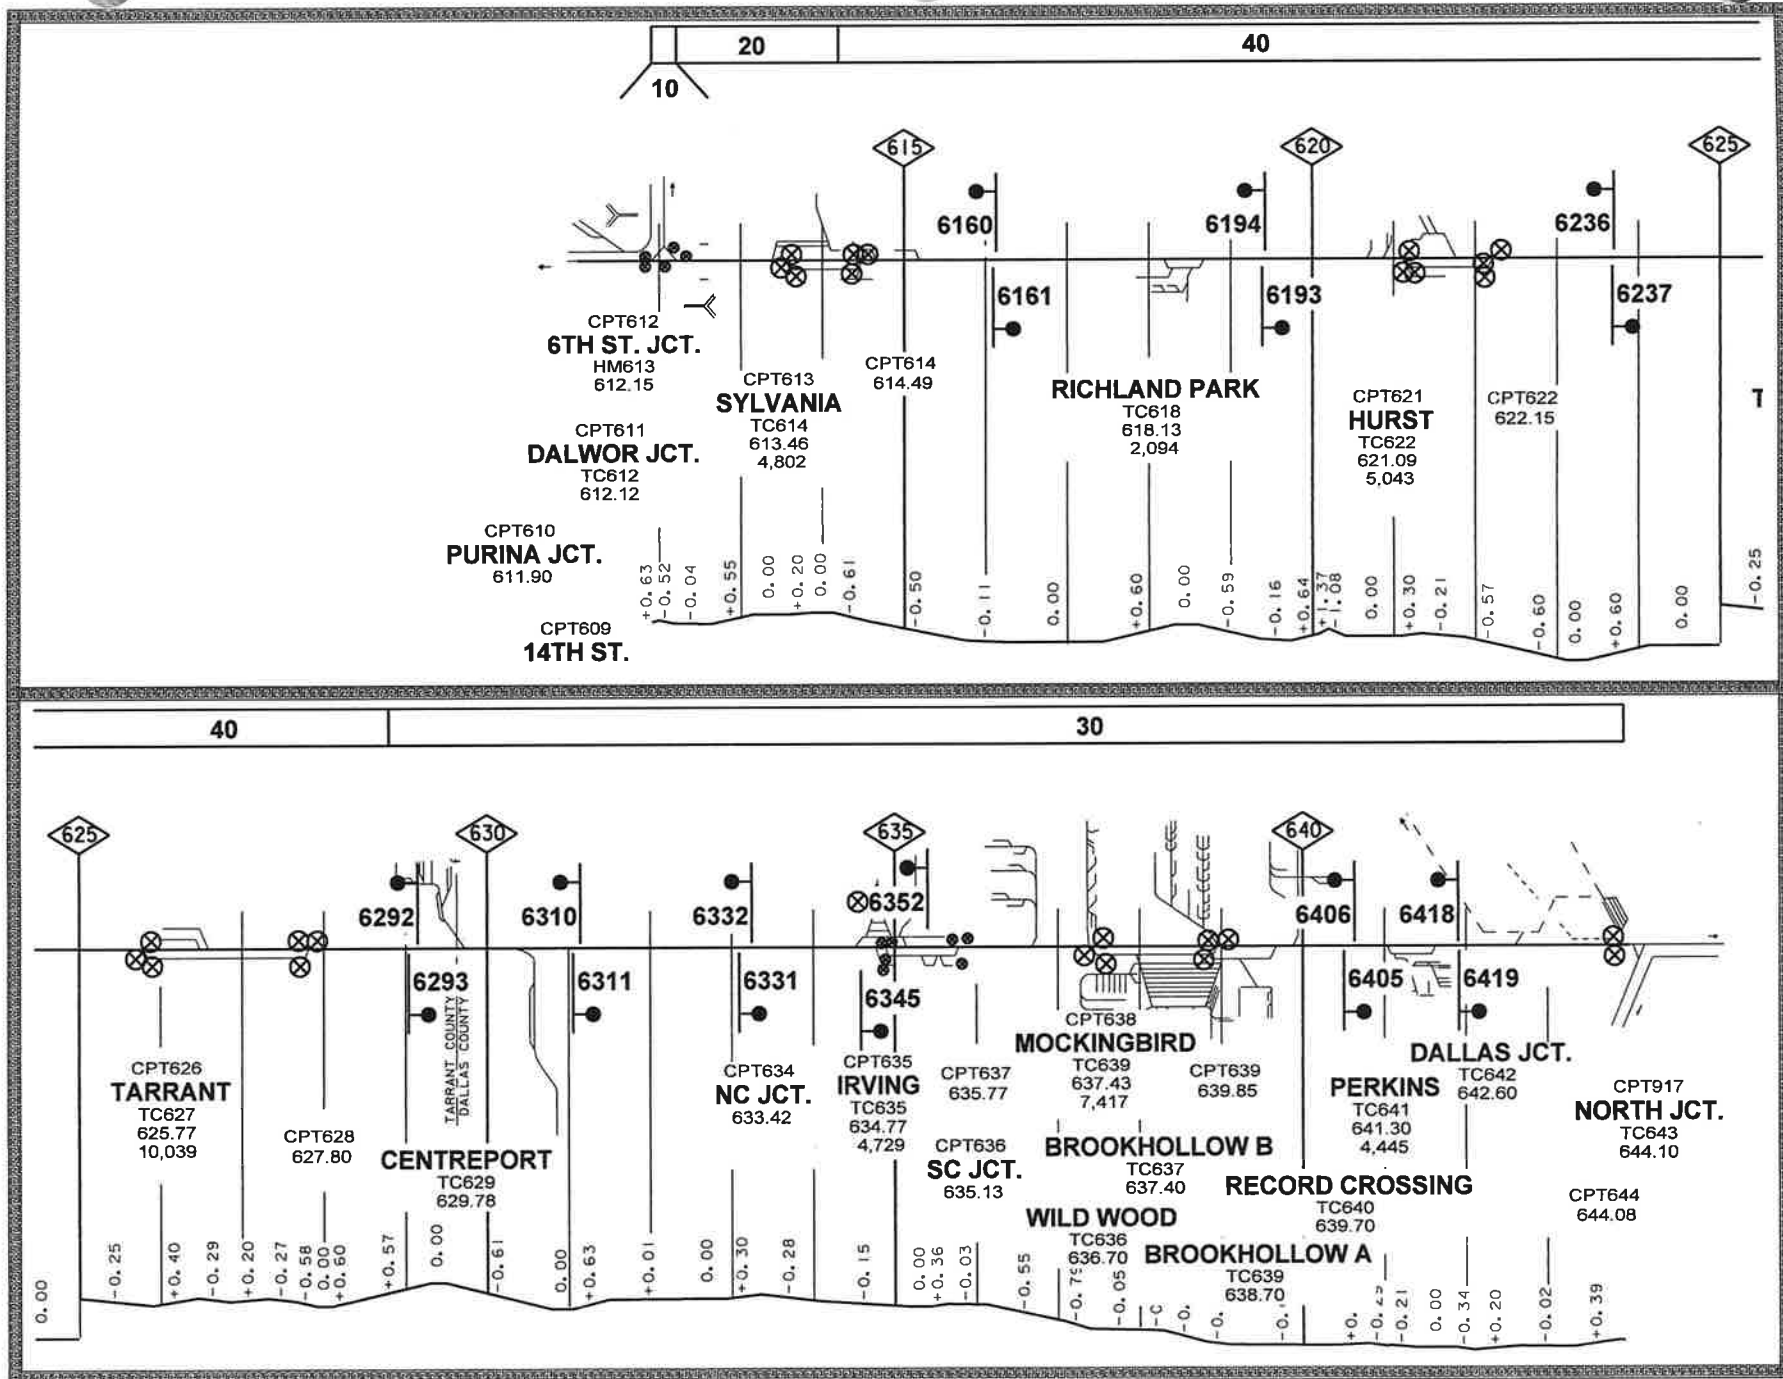 20
40
10
615
620
625
6160
6194
6236
6161
6193
6237
CPT612
6TH ST. JCT.
HM613
612.15
CPT611
DALWOR JCT.
TC612
612.12
CPT610
PURINA JCT.
611.90
CPT609
14TH ST.
CPT613
SYLVANIA
TC614
613.46
4,802
CPT614
614.49
RICHLAND PARK
TC618
618.13
2,094
CPT621
HURST
TC622
621.09
5,043
CPT622
622.15
T
+0.63
-0.52
-0.04
+0.55
0.00
+0.20
0.00
-0.61
-0.50
-0.11
0.00
+0.60
0.00
-0.59
-0.16
+0.64
+1.37
-1.08
0.00
+0.30
-0.21
-0.57
-0.60
0.00
+0.60
0.00
-0.25
40
30
625
630
635
640
6292
6310
6332
6352
6406
6418
6293
6311
6331
6345
6405
6419
TARRANT COUNTY
DALLAS COUNTY
CPT626
TARRANT
TC627
625.77
10,039
CPT628
627.80
CENTREPORT
TC629
629.78
CPT634
NC JCT.
633.42
CPT635
IRVING
TC635
634.77
4,729
CPT637
635.77
CPT636
SC JCT.
635.13
CPT638
MOCKINGBIRD
TC639
637.43
7,417
BROOKHOLLOW B
TC637
637.40
WILD WOOD
TC636
636.70
BROOKHOLLOW A
TC639
638.70
CPT639
639.85
RECORD CROSSING
TC640
639.70
PERKINS
TC641
641.30
4,445
DALLAS JCT.
TC642
642.60
CPT917
NORTH JCT.
TC643
644.10
CPT644
644.08
0.00
-0.25
+0.40
-0.29
+0.20
-0.27
-0.58
0.00
+0.60
+0.57
0.00
-0.61
0.00
+0.63
+0.01
0.00
+0.30
-0.28
-0.15
0.00
+0.36
-0.03
-0.55
-0.05
-0.21
0.00
-0.34
+0.20
-0.02
+0.39